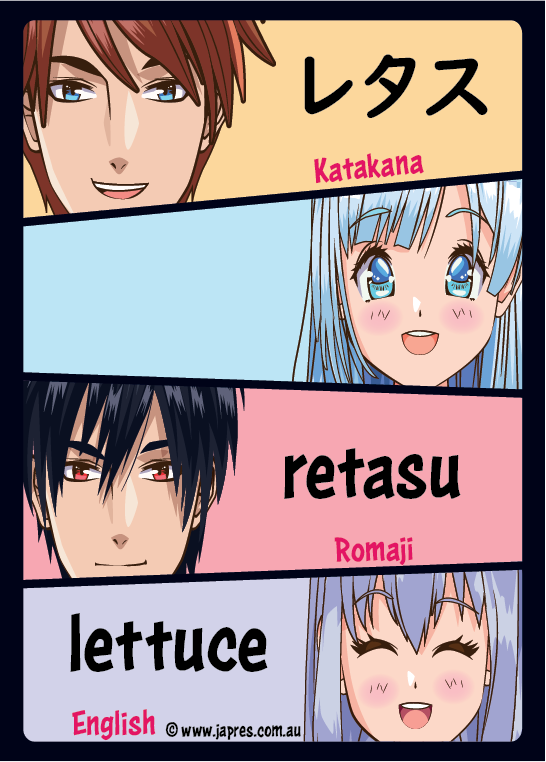 レタス
Katakana
retasu
Romaji
lettuce
English © www.japres.com.au